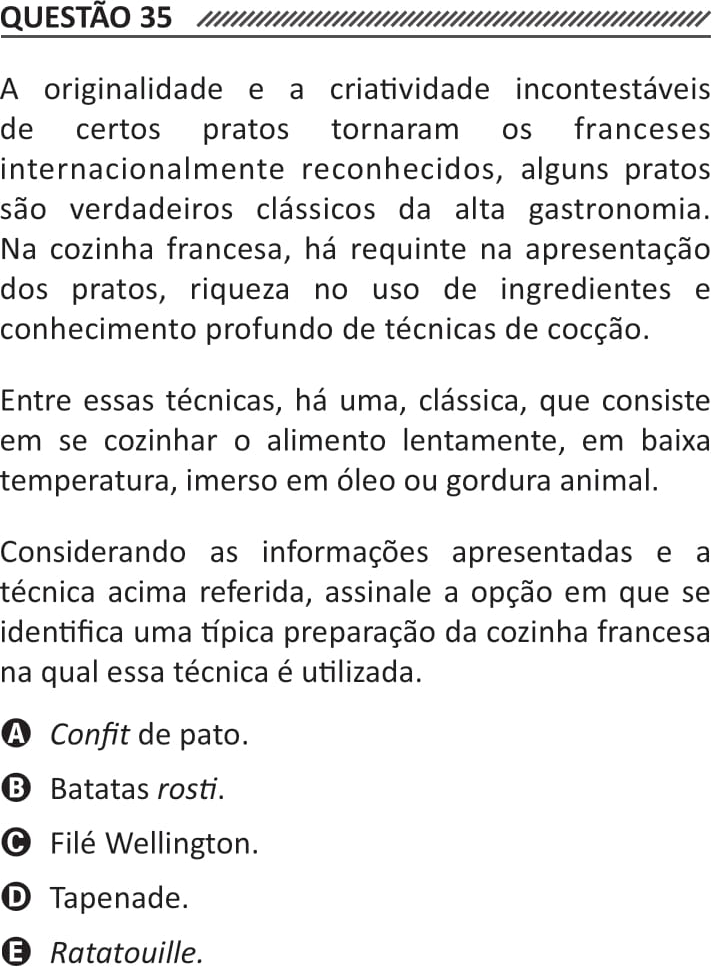 QUESTÃO 35
A originalidade e a criatividade incontestáveis
de certos pratos tornaram os franceses
internacionalmente reconhecidos, alguns pratos
são verdadeiros clássicos da alta gastronomia.
Na cozinha francesa, há requinte na apresentação
dos pratos, riqueza no uso de ingredientes e
conhecimento profundo de técnicas de cocção.
Entre essas técnicas, há uma, clássica, que consiste
em se cozinhar o alimento lentamente, em baixa
temperatura, imerso em óleo ou gordura animal.
Considerando as informações apresentadas e a
técnica acima referida, assinale a opção em que se
identifica uma típica preparação da cozinha francesa
na qual essa técnica é utilizada.
A Confit de pato.
B Batatas rosti.
C Filé Wellington.
D Tapenade.
E Ratatouille.